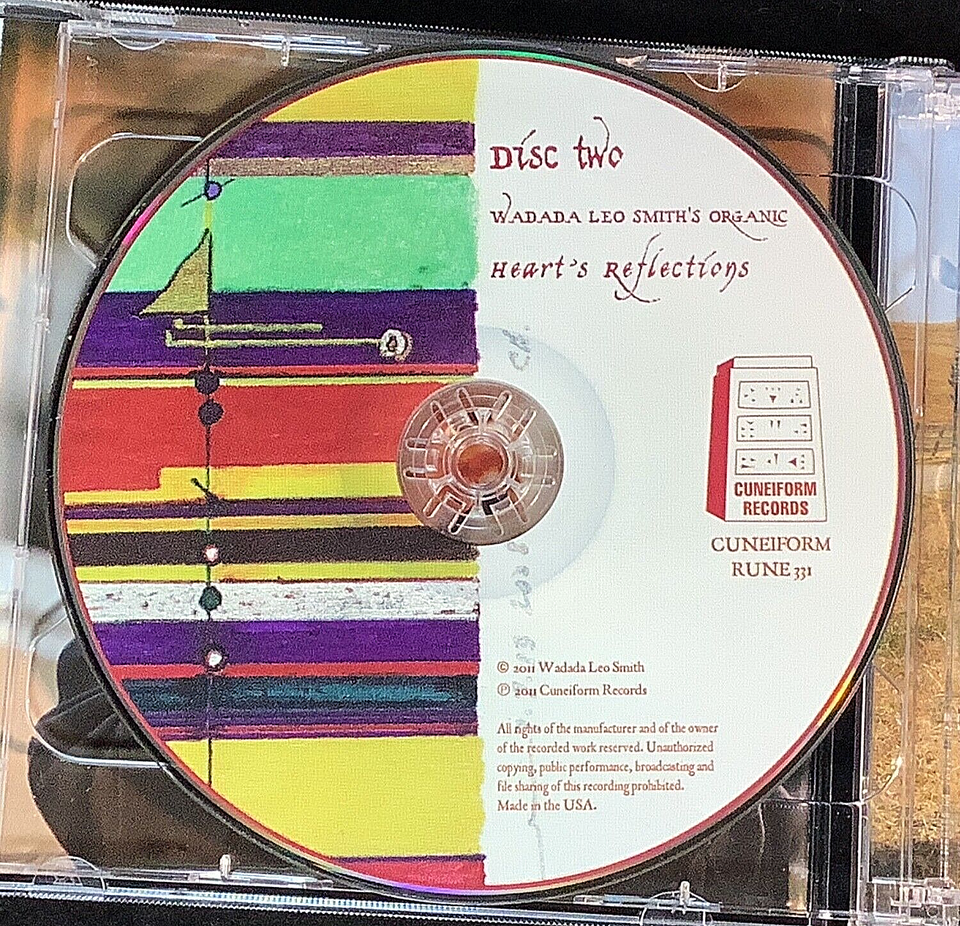 Disc two
WADADA LEO SMITH'S ORGANIC
Heart's Reflections
CUNEIFORM
RECORDS
CUNEIFORM
RUNE 331
© 2011 Wadada Leo Smith
℗ 2011 Cuneiform Records
All rights of the manufacturer and of the owner
of the recorded work reserved. Unauthorized
copying, public performance, broadcasting and
file sharing of this recording prohibited.
Made in the USA.